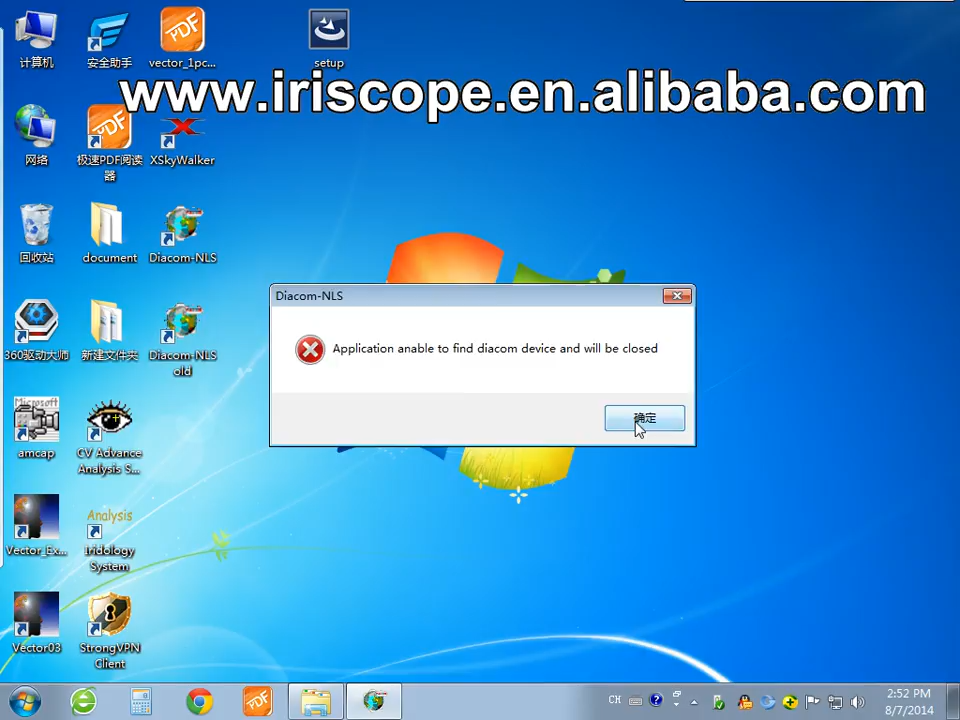 计算机
安全助手
vector_1pc...
setup
www.iriscope.en.alibaba.com
网络
极速PDF阅读
器
XSkyWalker
回收站
document
Diacom-NLS
360驱动大师
新建文件夹
Diacom-NLS
old
Diacom-NLS
Application anable to find diacom device and will be closed
确定
Microsoft
amcap
CV Advance
Analysis S...
Vector_Ex...
Analysis
Iridology
System
Vector03
StrongVPN
Client
PDF
PDF
PDF
CH
2:52 PM
8/7/2014